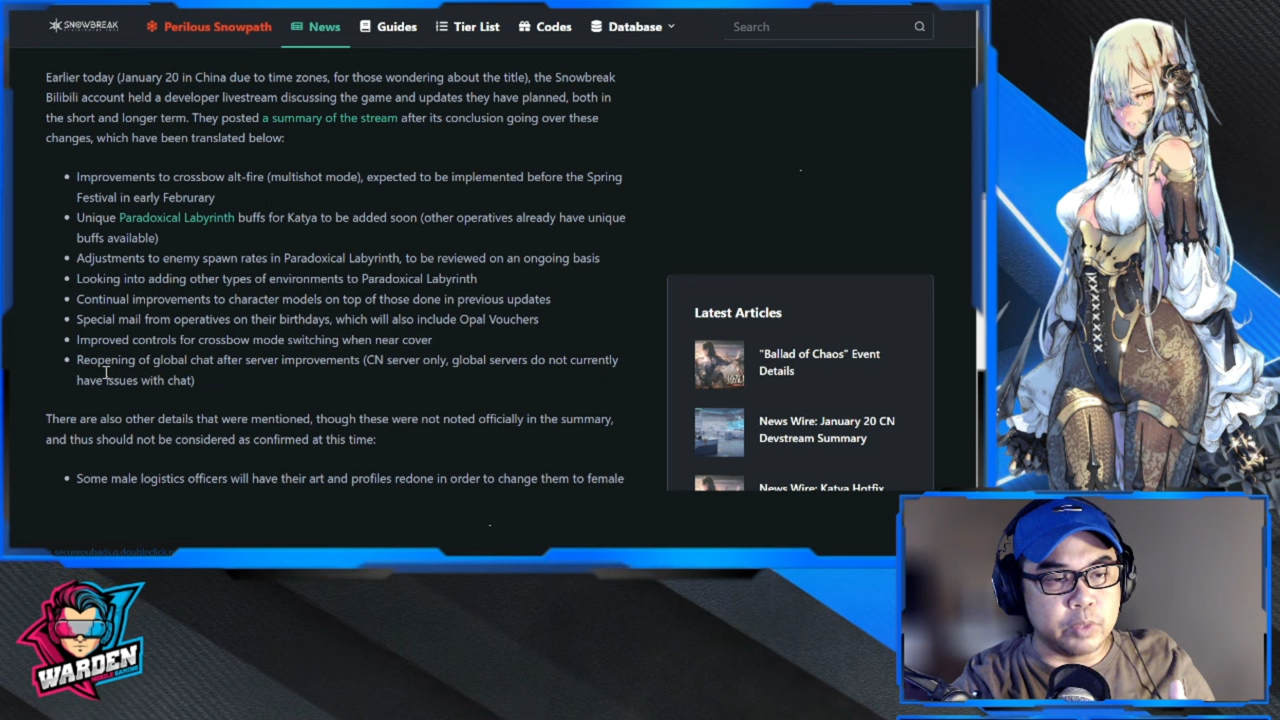 SNOWBREAK
Perilous Snowpath
News
Guides
Tier List
Codes
Database
Search
Earlier today (January 20 in China due to time zones, for those wondering about the title), the Snowbreak
Bilibili account held a developer livestream discussing the game and updates they have planned, both in
the short and longer term. They posted a summary of the stream after its conclusion going over these
changes, which have been translated below:
Improvements to crossbow alt-fire (multishot mode), expected to be implemented before the Spring
Festival in early Februrary
Unique Paradoxical Labyrinth buffs for Katya to be added soon (other operatives already have unique
buffs available)
Adjustments to enemy spawn rates in Paradoxical Labyrinth, to be reviewed on an ongoing basis
Looking into adding other types of environments to Paradoxical Labyrinth
Continual improvements to character models on top of those done in previous updates
Special mail from operatives on their birthdays, which will also include Opal Vouchers
Improved controls for crossbow mode switching when near cover
Reopening of global chat after server improvements (CN server only, global servers do not currently
have issues with chat)
There are also other details that were mentioned, though these were not noted officially in the summary,
and thus should not be considered as confirmed at this time:
Some male logistics officers will have their art and profiles redone in order to change them to female
Latest Articles
"Ballad of Chaos" Event
Details
News Wire: January 20 CN
Devstream Summary
News Wire: Katya Hotfix
WARDEN
MOBILE GAMING